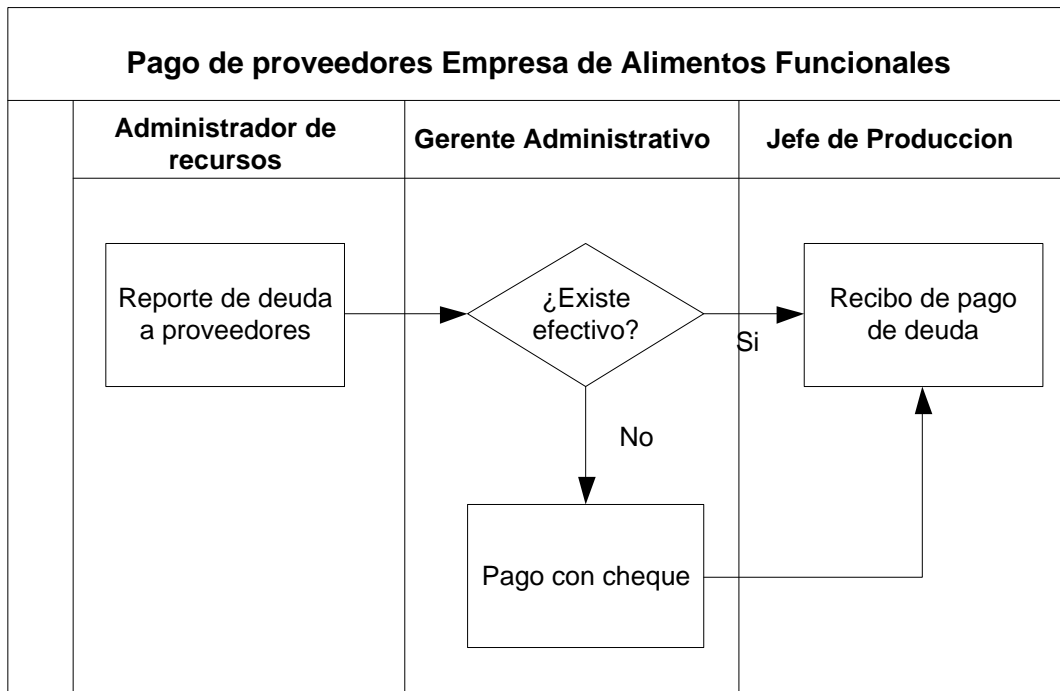 Pago de proveedores Empresa de Alimentos Funcionales
Administrador de
recursos
Gerente Administrativo
Jefe de Produccion
Reporte de deuda
a proveedores
¿Existe
efectivo?
Si
Recibo de pago
de deuda
No
Pago con cheque